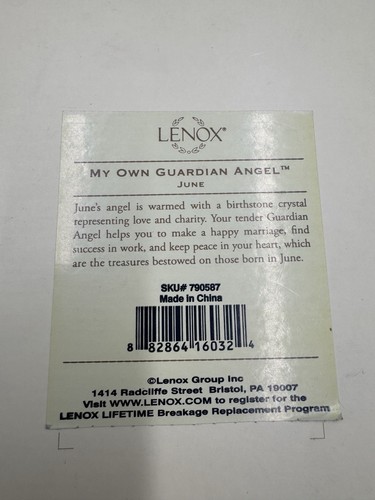 LENOX®
MY OWN GUARDIAN ANGEL™
JUNE
June's angel is warmed with a birthstone crystal
representing love and charity. Your tender Guardian
Angel helps you to make a happy marriage, find
success in work, and keep peace in your heart, which
are the treasures bestowed on those born in June.
SKU# 790587
Made in China
8 82864 16032 4
©Lenox Group Inc
1414 Radcliffe Street Bristol, PA 19007
Visit WWW.LENOX.COM to register for the
LENOX LIFETIME Breakage Replacement Program